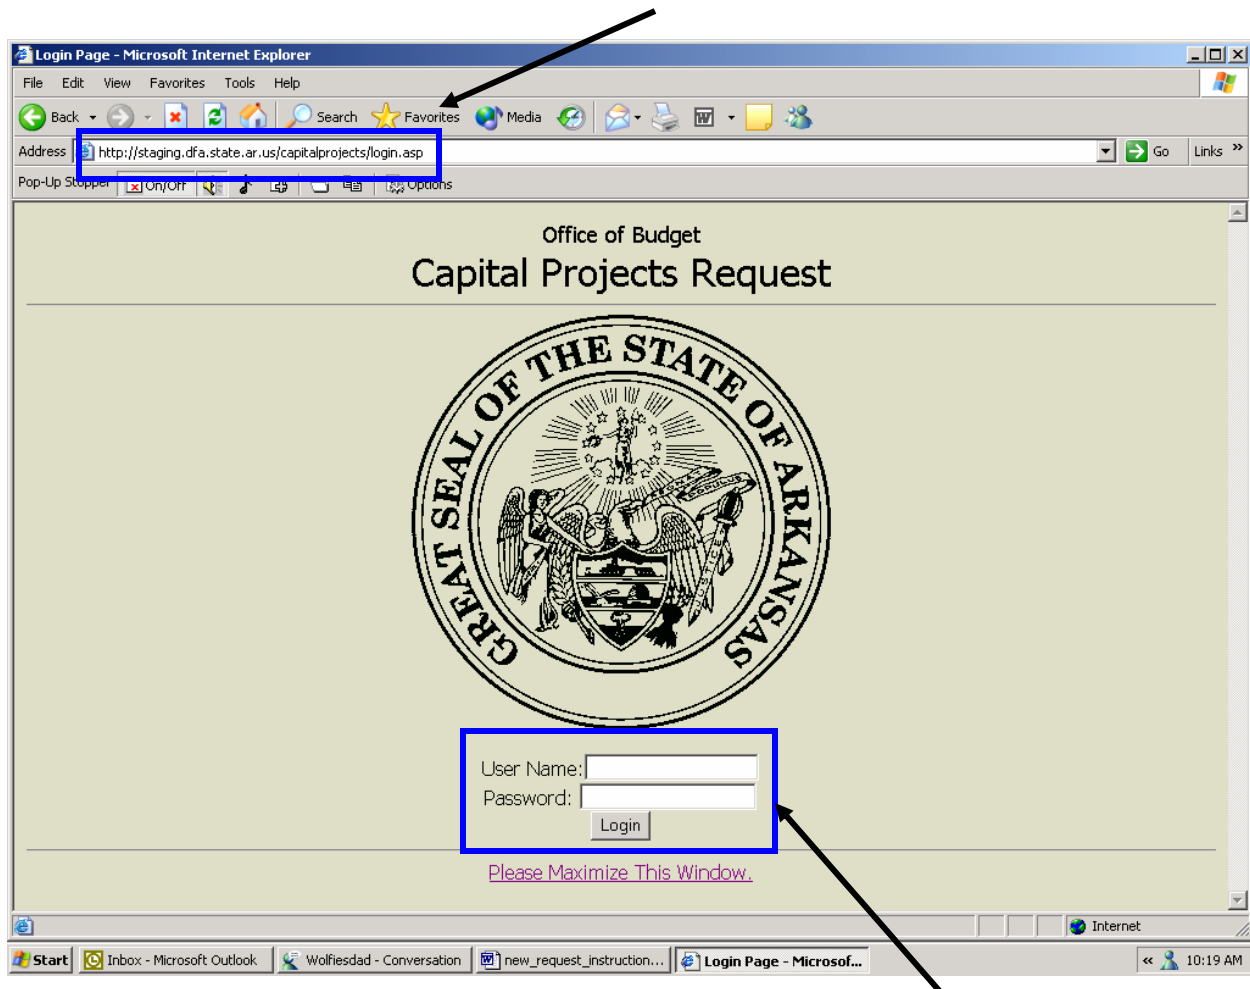 Login Page - Microsoft Internet Explorer
File Edit View Favorites Tools Help
Back Search Favorites Media
Address http://staging.dfa.state.ar.us/capitalprojects/login.asp Go Links »
Pop-Up Stopper On/Off Options
Office of Budget
Capital Projects Request
GREAT SEAL OF THE STATE OF ARKANSAS
User Name:
Password:
Login
Please Maximize This Window.
Internet
Start Inbox - Microsoft Outlook Wolfiesdad - Conversation new_request_instruction... Login Page - Microsof... « 10:19 AM